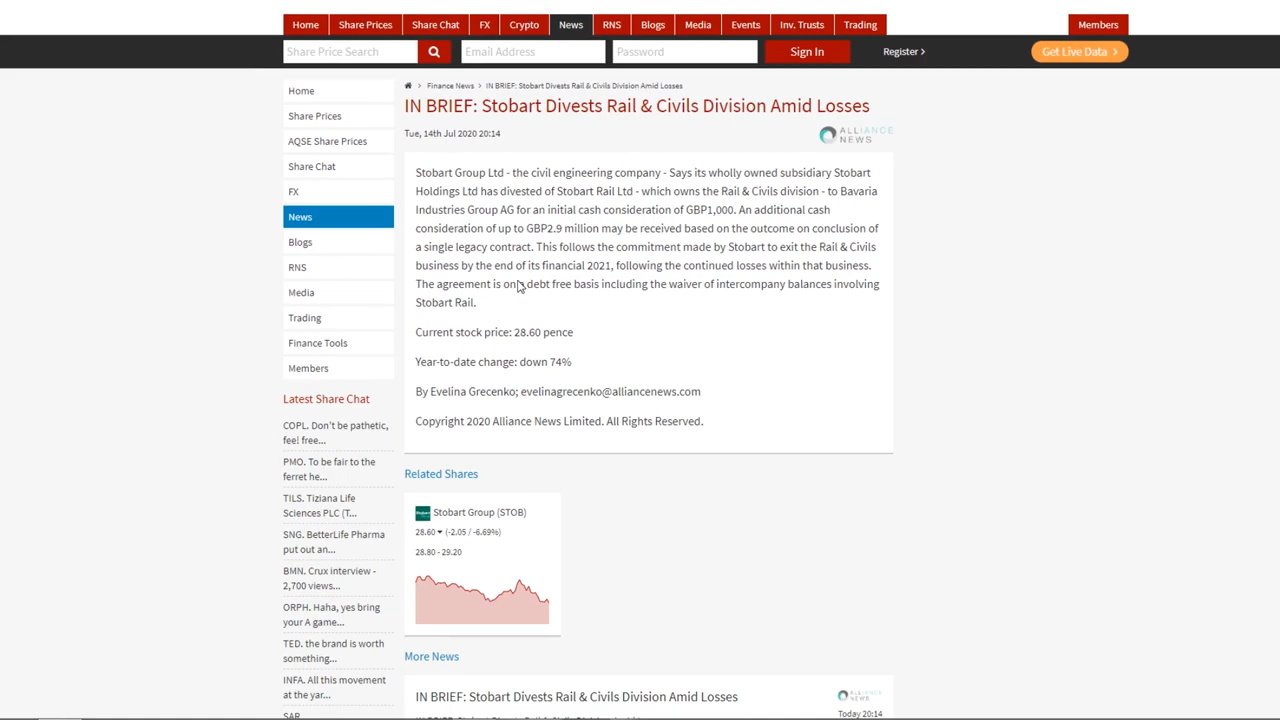 Home Share Prices Share Chat FX Crypto News RNS Blogs Media Events Inv. Trusts Trading Members
Share Price Search Email Address Password Sign In Register Get Live Data
Home
Share Prices
AQSE Share Prices
Share Chat
FX
News
Blogs
RNS
Media
Trading
Finance Tools
Members
Latest Share Chat
COPL. Don't be pathetic,
fee! free...
PMO. To be fair to the
ferret he...
TILS. Tiziana Life
Sciences PLC (T...
SNG. BetterLife Pharma
put out an...
BMN. Crux interview -
2,700 views...
ORPH. Haha, yes bring
your A game...
TED. the brand is worth
something...
INFA. All this movement
at the yar...
SAR
Finance News IN BRIEF: Stobart Divests Rail & Civils Division Amid Losses
IN BRIEF: Stobart Divests Rail & Civils Division Amid Losses
Tue, 14th Jul 2020 20:14
ALLIANCE
NEWS
Stobart Group Ltd - the civil engineering company - Says its wholly owned subsidiary Stobart
Holdings Ltd has divested of Stobart Rail Ltd - which owns the Rail & Civils division - to Bavaria
Industries Group AG for an initial cash consideration of GBP1,000. An additional cash
consideration of up to GBP2.9 million may be received based on the outcome on conclusion of
a single legacy contract. This follows the commitment made by Stobart to exit the Rail & Civils
business by the end of its financial 2021, following the continued losses within that business.
The agreement is on debt free basis including the waiver of intercompany balances involving
Stobart Rail.
Current stock price: 28.60 pence
Year-to-date change: down 74%
By Evelina Grecenko; evelinagrecenko@alliancenews.com
Copyright 2020 Alliance News Limited. All Rights Reserved.
Related Shares
Stobart Group (STOB)
28.60 (-2.05 / -6.69%)
28.80 - 29.20
More News
IN BRIEF: Stobart Divests Rail & Civils Division Amid Losses
ALLIANCE
NEWS
Today 20:14